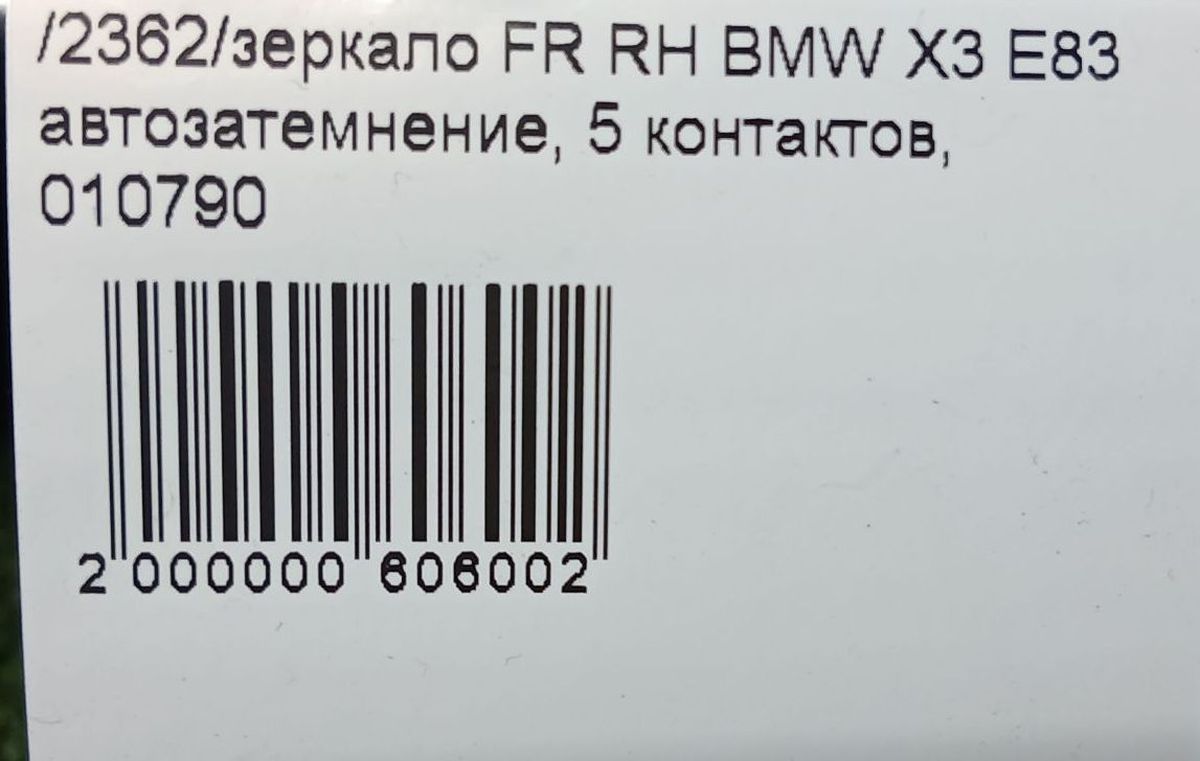 /2362/зеркало FR RH BMW X3 E83
автозатемнение, 5 контактов,
010790
2 000000 606002